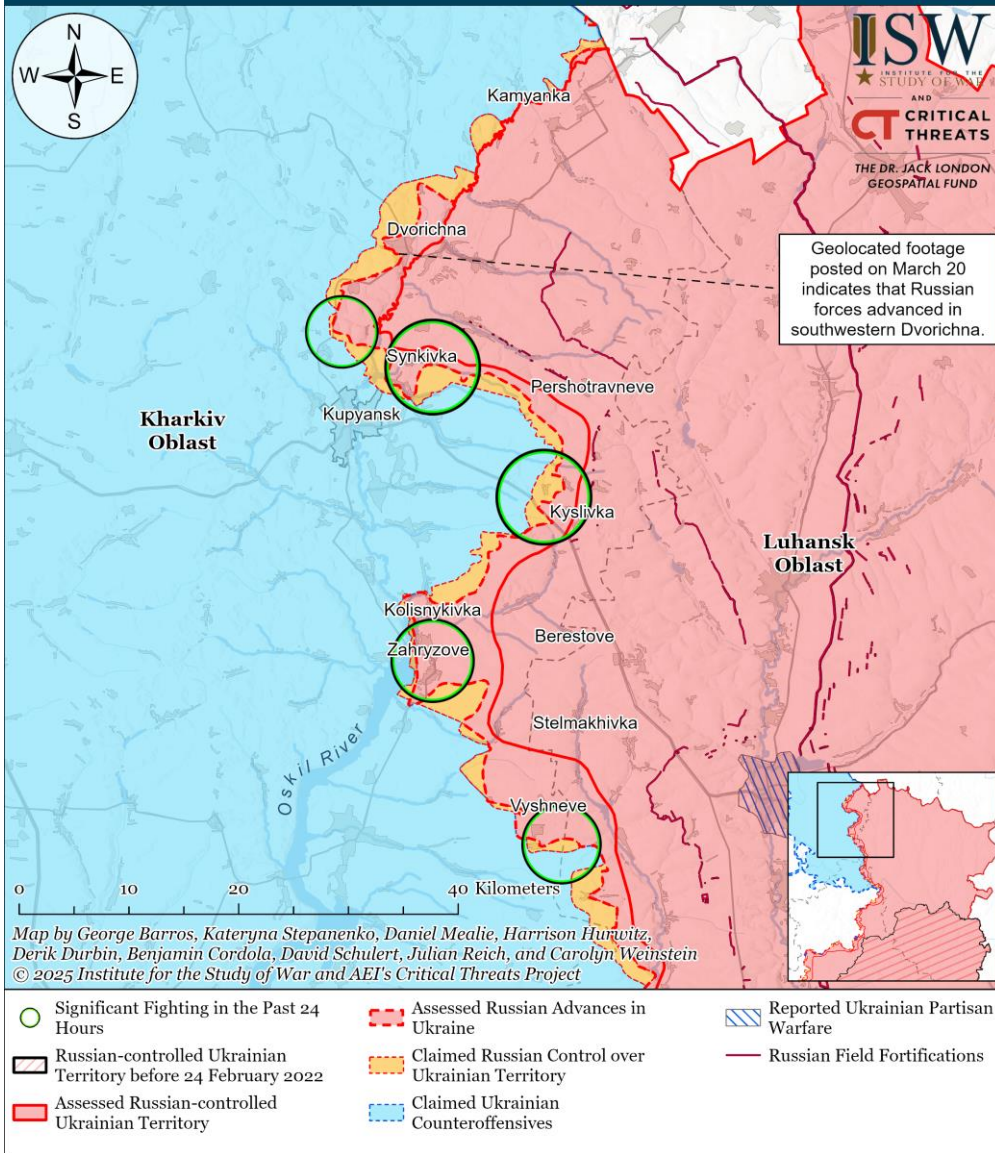 N
W
E
S
ISW
INSTITUTE FOR THE
STUDY OF WAR
AND
CT CRITICAL
THREATS
THE DR. JACK LONDON
GEOSPATIAL FUND
Kamyanka
Dvorichna
Geolocated footage
posted on March 20
indicates that Russian
forces advanced in
southwestern Dvorichna.
Synkivka
Pershotravneve
Kupyansk
Kharkiv
Oblast
Kyslivka
Luhansk
Oblast
Kolisnykivka
Berestove
Zahryzove
Stelmakhivka
Oskil River
Vyshneve
0 10 20 40 Kilometers
Map by George Barros, Kateryna Stepanenko, Daniel Mealie, Harrison Hurwitz,
Derik Durbin, Benjamin Cordola, David Schulert, Julian Reich, and Carolyn Weinstein
© 2025 Institute for the Study of War and AEI's Critical Threats Project
Significant Fighting in the Past 24
Hours
Russian-controlled Ukrainian
Territory before 24 February 2022
Assessed Russian-controlled
Ukrainian Territory
Assessed Russian Advances in
Ukraine
Claimed Russian Control over
Ukrainian Territory
Claimed Ukrainian
Counteroffensives
Reported Ukrainian Partisan
Warfare
Russian Field Fortifications